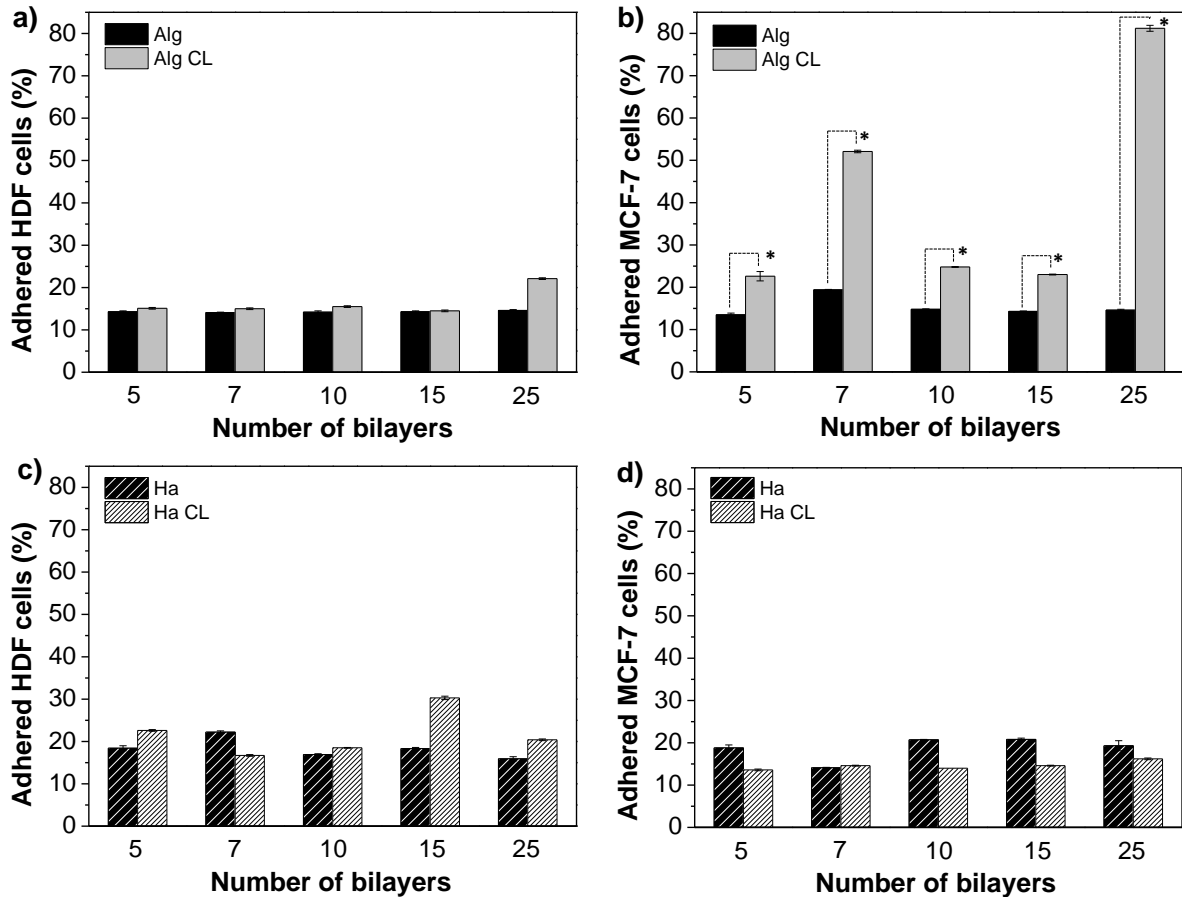 a)
Alg
Alg CL
Adhered HDF cells (%)
80
70
60
50
40
30
20
10
0
5 7 10 15 25
Number of bilayers
b)
Alg
Alg CL
Adhered MCF-7 cells (%)
80
70
60
50
40
30
20
10
0
* * * * *
5 7 10 15 25
Number of bilayers
c)
Ha
Ha CL
Adhered HDF cells (%)
80
70
60
50
40
30
20
10
0
5 7 10 15 25
Number of bilayers
d)
Ha
Ha CL
Adhered MCF-7 cells (%)
80
70
60
50
40
30
20
10
0
5 7 10 15 25
Number of bilayers